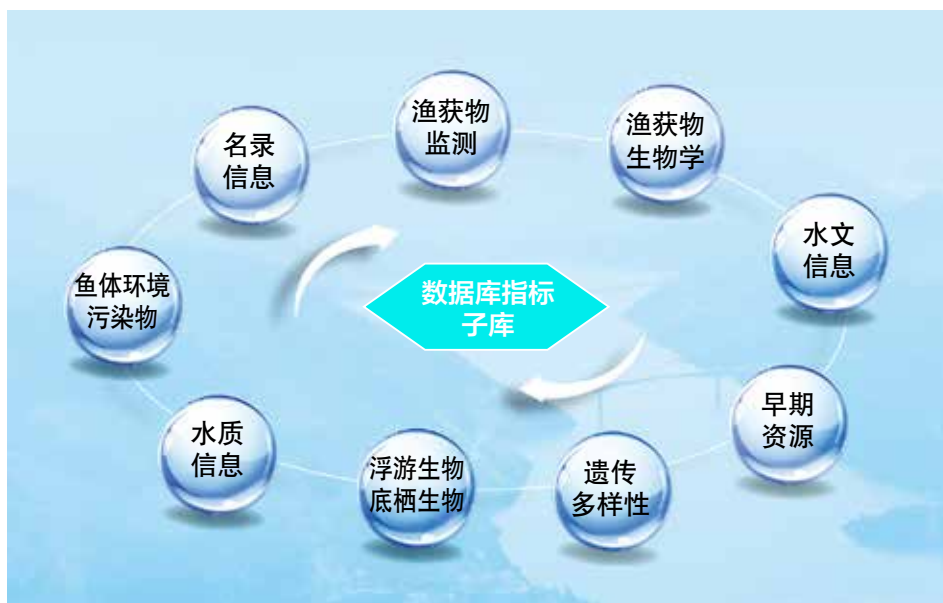 渔获物
监测
渔获物
生物学
名录
信息
水文
信息
鱼体环境
污染物
数据库指标
子库
早期
资源
水质
信息
浮游生物
底栖生物
遗传
多样性